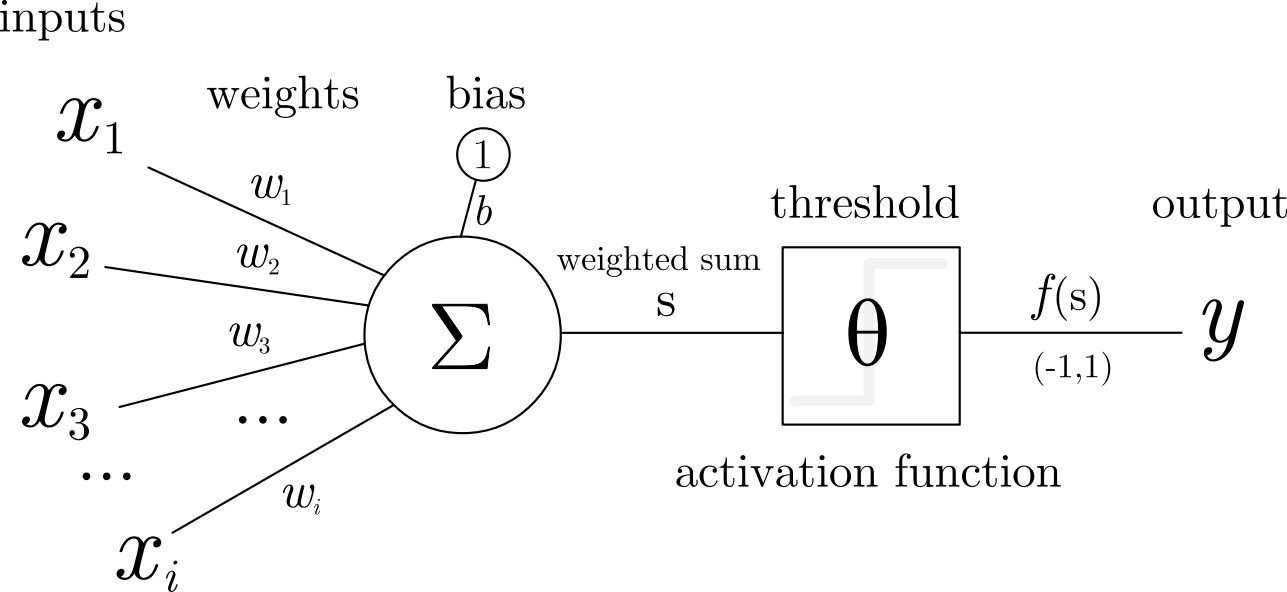 inputs
weights
bias
x₁
1
w₁
b
threshold
output
x₂
w₂
weighted sum
s
Σ
θ
f(s)
y
(-1,1)
w₃
x₃
...
...
activation function
wᵢ
xᵢ